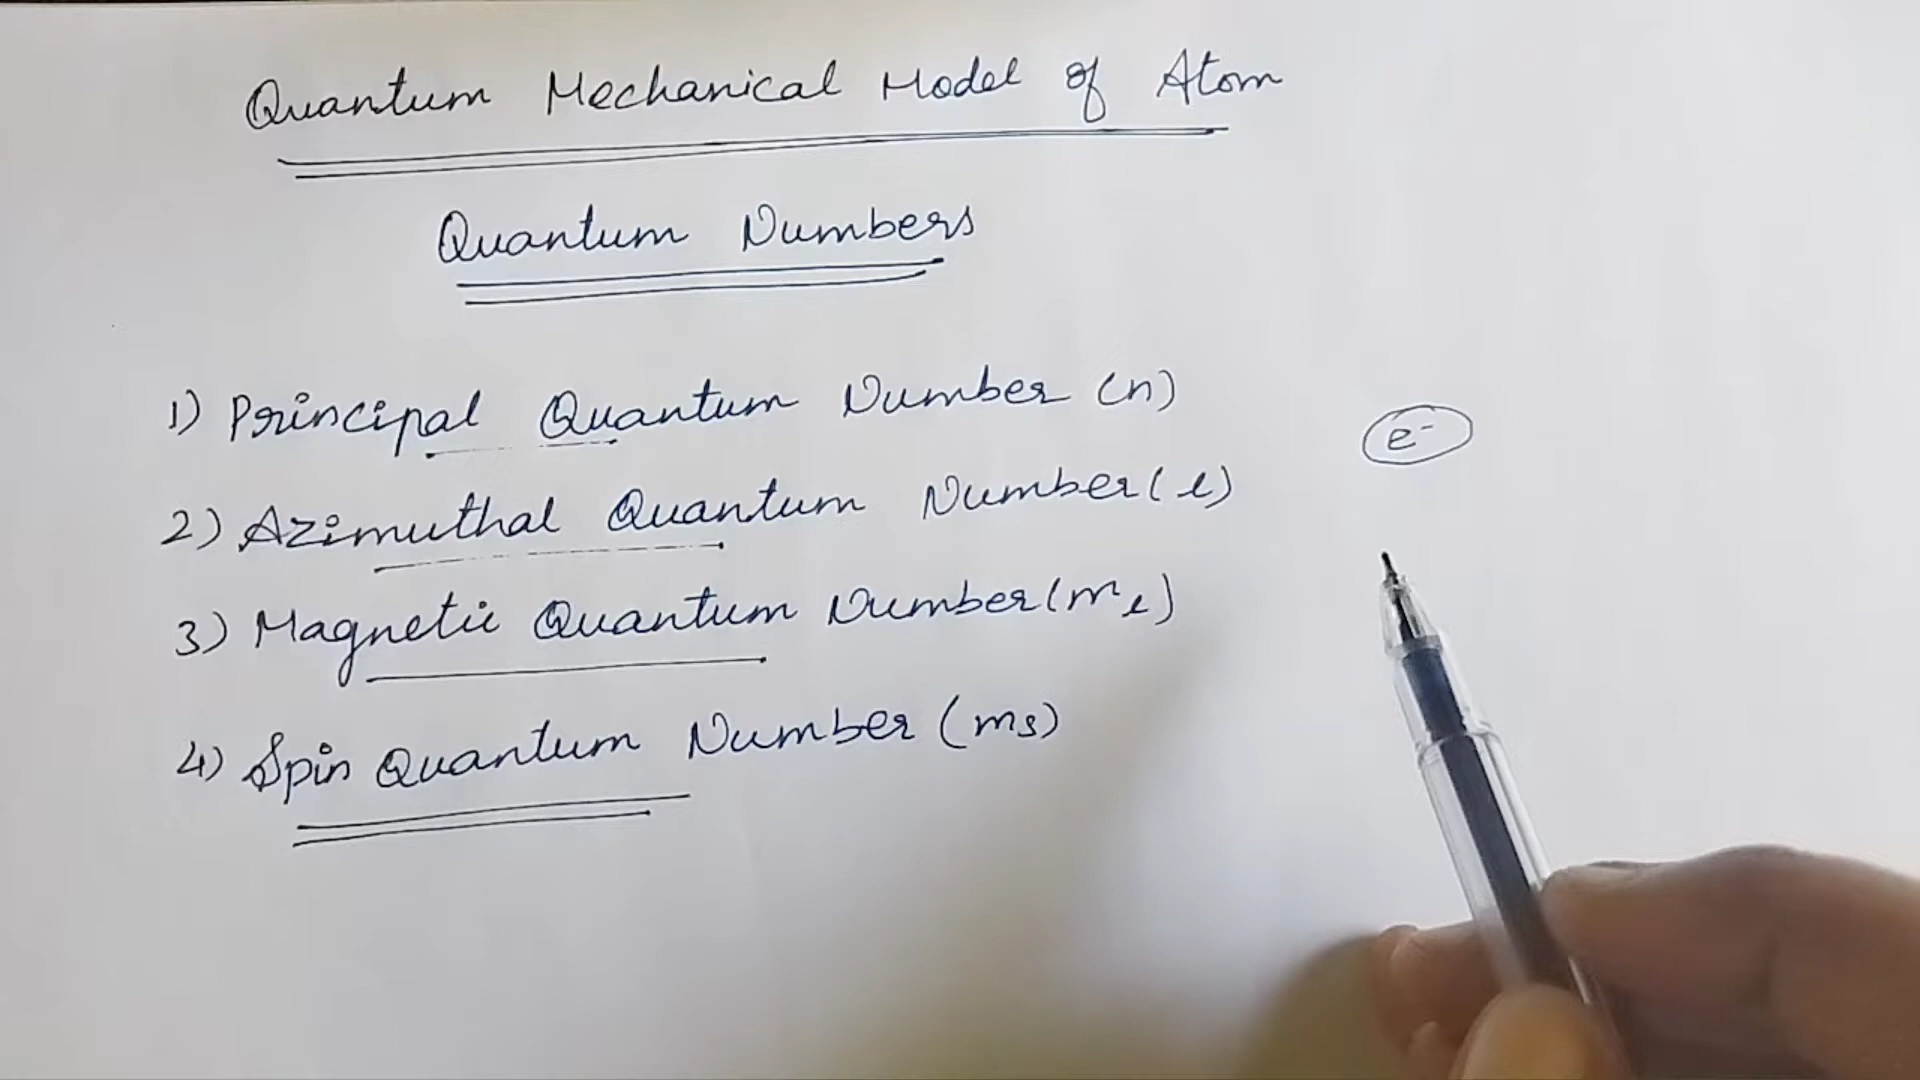 Quantum Mechanical Model of Atom
Quantum Numbers
1) Principal Quantum Number (n)
e-
2) Azimuthal Quantum Number (l)
3) Magnetic Quantum Number (ml)
4) Spin Quantum Number (ms)